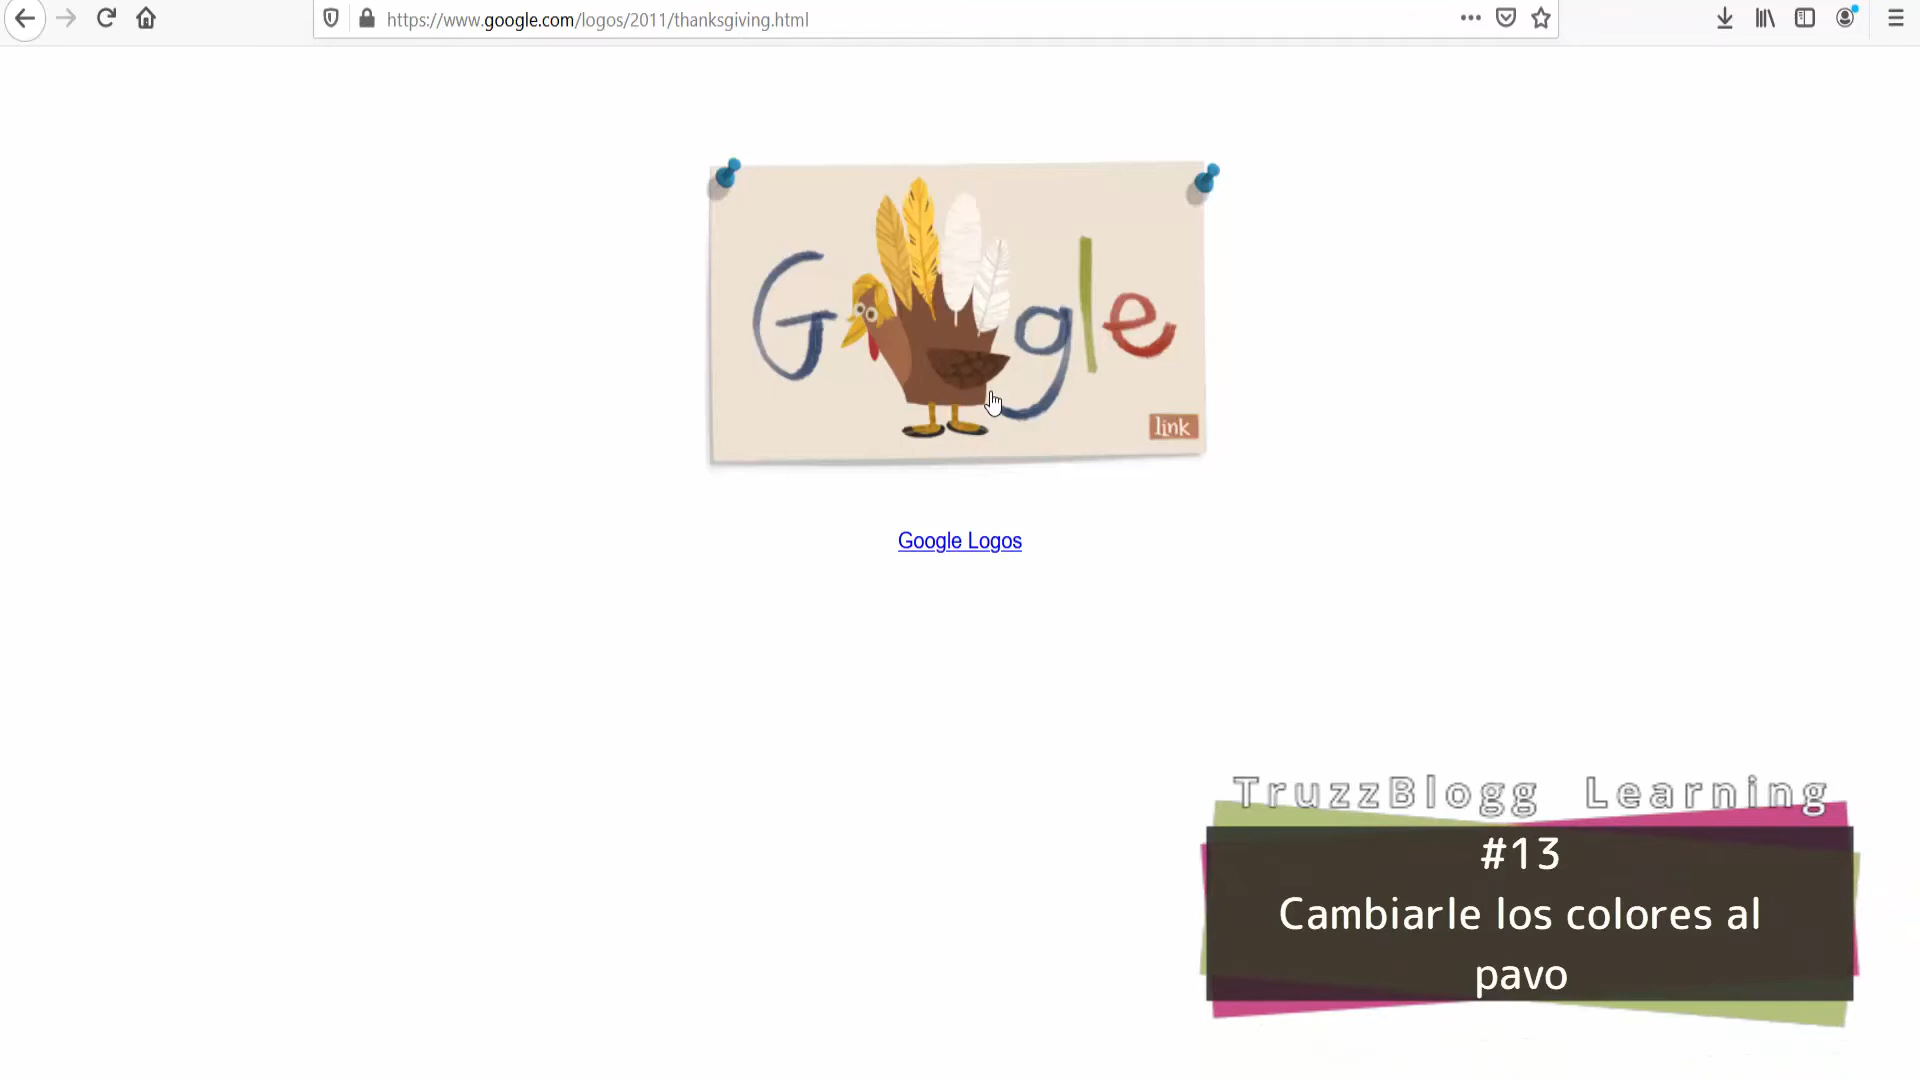 https://www.google.com/logos/2011/thanksgiving.html
G gle
link
Google Logos
TruzzBlogg Learning
#13
Cambiarle los colores al
pavo